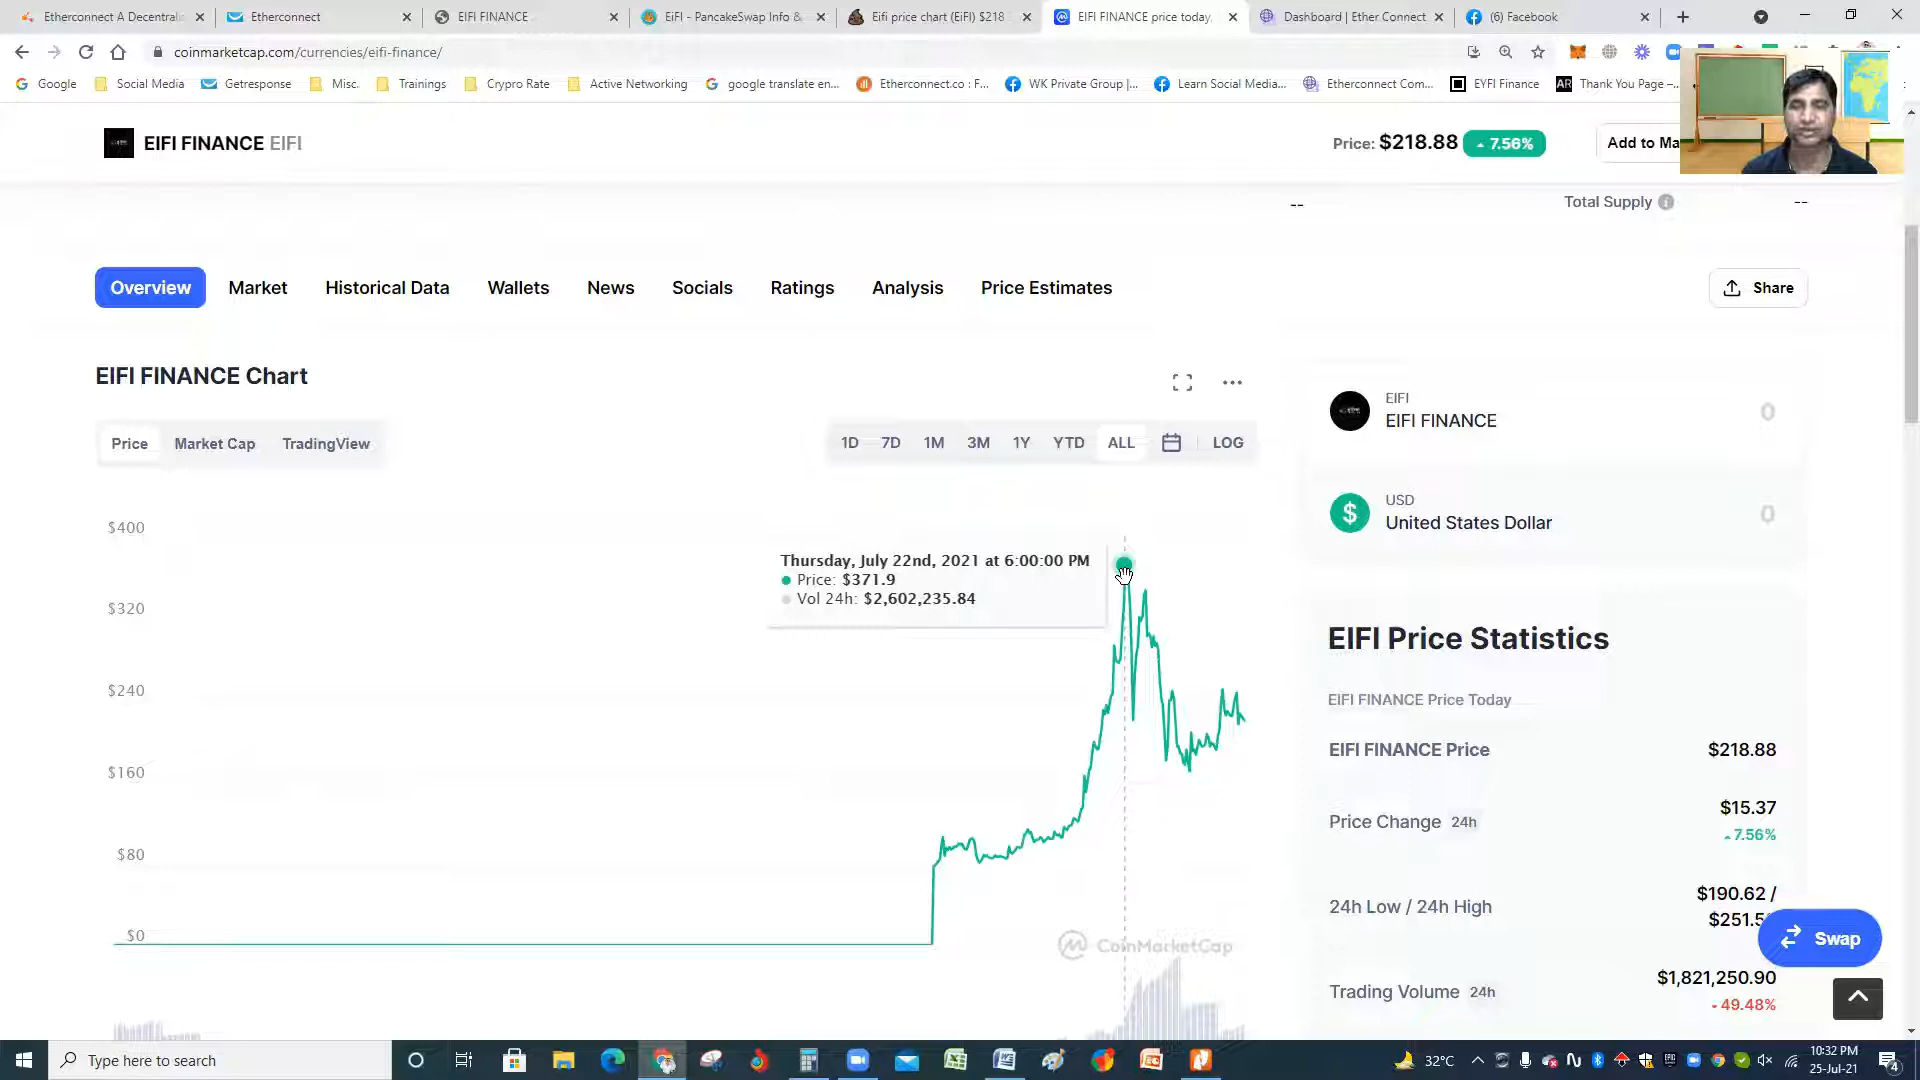 Etherconnect A Decentrali
Etherconnect
EIFI FINANCE
EiFI - PancakeSwap Info &
Eifi price chart (EiFI) $218
EIFI FINANCE price today,
Dashboard | Ether Connect
(6) Facebook
coinmarketcap.com/currencies/eifi-finance/
Google
Social Media
Getresponse
Misc.
Trainings
Crypro Rate
Active Networking
google translate en...
Etherconnect.co : F...
WK Private Group |...
Learn Social Media...
Etherconnect Com...
EYFI Finance
AR Thank You Page –...
EIFI FINANCE EIFI
Price: $218.88 7.56%
Add to Ma
--
Total Supply
--
Overview
Market
Historical Data
Wallets
News
Socials
Ratings
Analysis
Price Estimates
Share
EIFI FINANCE Chart
Price
Market Cap
TradingView
1D
7D
1M
3M
1Y
YTD
ALL
LOG
EIFI
EIFI FINANCE
0
USD
United States Dollar
0
$400
$320
$240
$160
$80
$0
Thursday, July 22nd, 2021 at 6:00:00 PM
Price: $371.9
Vol 24h: $2,602,235.84
CoinMarketCap
EIFI Price Statistics
EIFI FINANCE Price Today
EIFI FINANCE Price
$218.88
Price Change 24h
$15.37
7.56%
24h Low / 24h High
$190.62 /
$251.5
Swap
Trading Volume 24h
$1,821,250.90
- 49.48%
Type here to search
32°C
10:32 PM
25-Jul-21
4